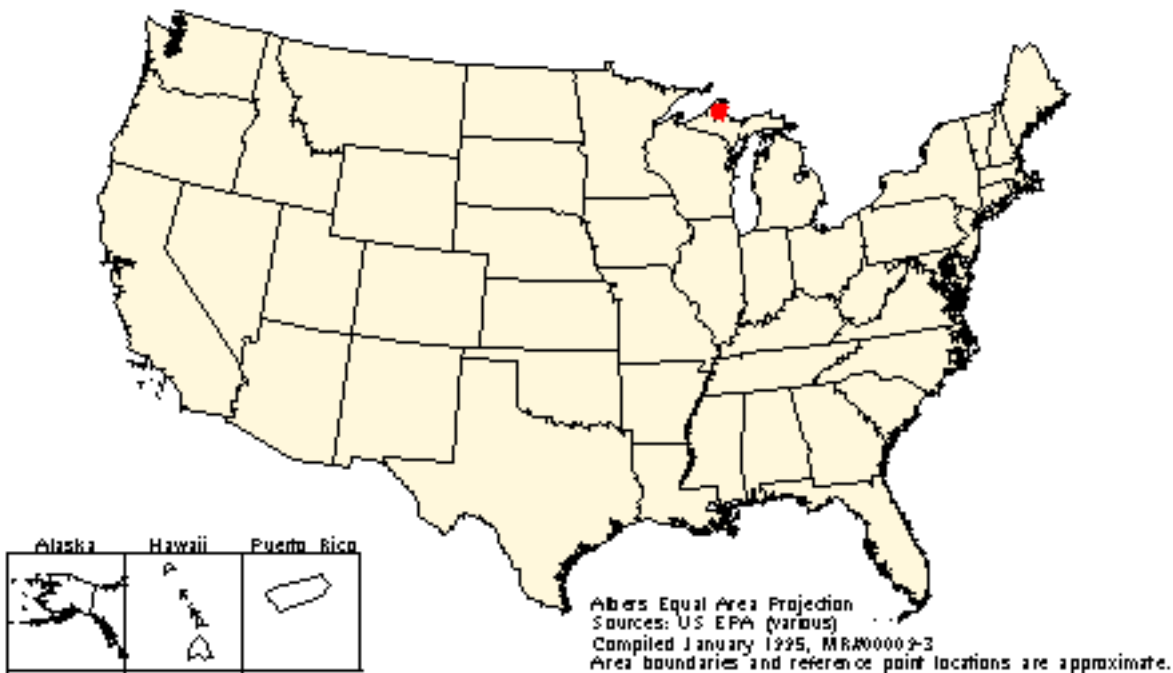 Alaska
Hawaii
Puerto Rico
Albers Equal Area Projection
Sources: US EPA (various)
Compiled January 1995, MR#00009-3
Area boundaries and reference point locations are approximate.